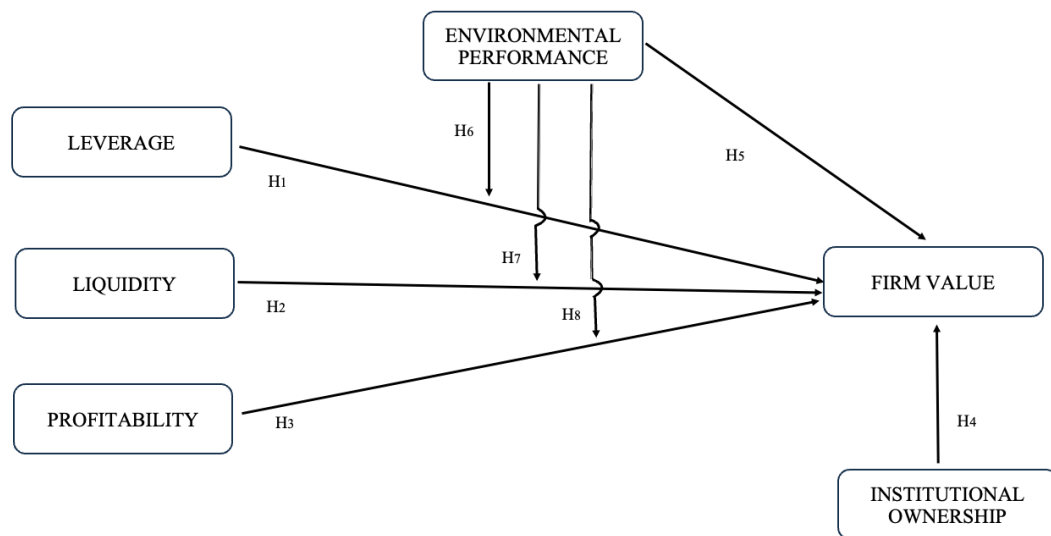 ENVIRONMENTAL
PERFORMANCE
H6
H5
LEVERAGE
H1
H7
LIQUIDITY
H2
FIRM VALUE
H8
PROFITABILITY
H3
H4
INSTITUTIONAL
OWNERSHIP